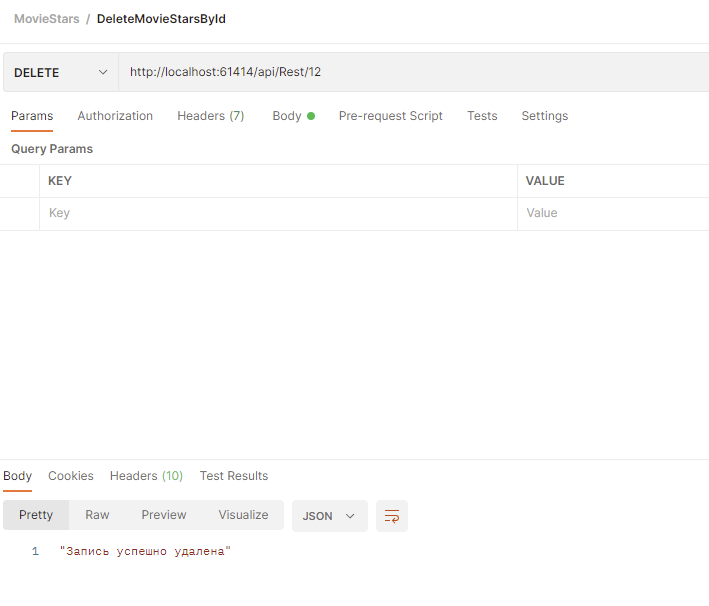 MovieStars / DeleteMovieStarsById
DELETE http://localhost:61414/api/Rest/12
Params Authorization Headers (7) Body Pre-request Script Tests Settings
Query Params
KEY VALUE
Key Value
Body Cookies Headers (10) Test Results
Pretty Raw Preview Visualize JSON
1 "Запись успешно удалена"